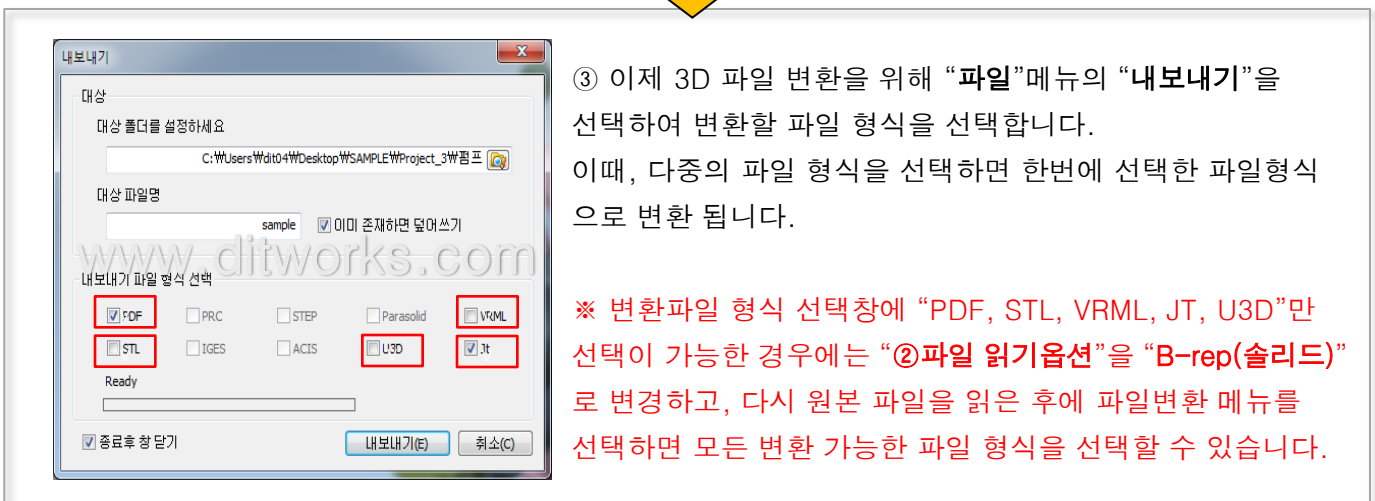 내보내기
대상
대상 폴더를 설정하세요
C:₩Users₩dit04₩Desktop₩SAMPLE₩Project_3₩펌프
대상 파일명
sample 이미 존재하면 덮어쓰기
www.ditworks.com
내보내기 파일 형식 선택
PDF PRC STEP Parasolid VRML
STL IGES ACIS U3D Jt
Ready
종료후 창 닫기 내보내기(E) 취소(C)
③ 이제 3D 파일 변환을 위해 “파일”메뉴의 “내보내기”을
선택하여 변환할 파일 형식을 선택합니다.
이때, 다중의 파일 형식을 선택하면 한번에 선택한 파일형식
으로 변환 됩니다.
※ 변환파일 형식 선택창에 “PDF, STL, VRML, JT, U3D”만
선택이 가능한 경우에는 “②파일 읽기옵션”을 “B-rep(솔리드)”
로 변경하고, 다시 원본 파일을 읽은 후에 파일변환 메뉴를
선택하면 모든 변환 가능한 파일 형식을 선택할 수 있습니다.